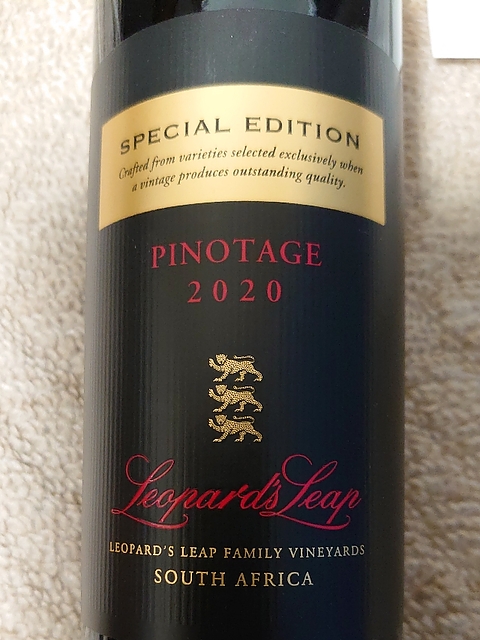 SPECIAL EDITION
Crafted from varieties selected exclusively when
a vintage produces outstanding quality.
PINOTAGE
2020
Leopard's Leap
LEOPARD'S LEAP FAMILY VINEYARDS
SOUTH AFRICA